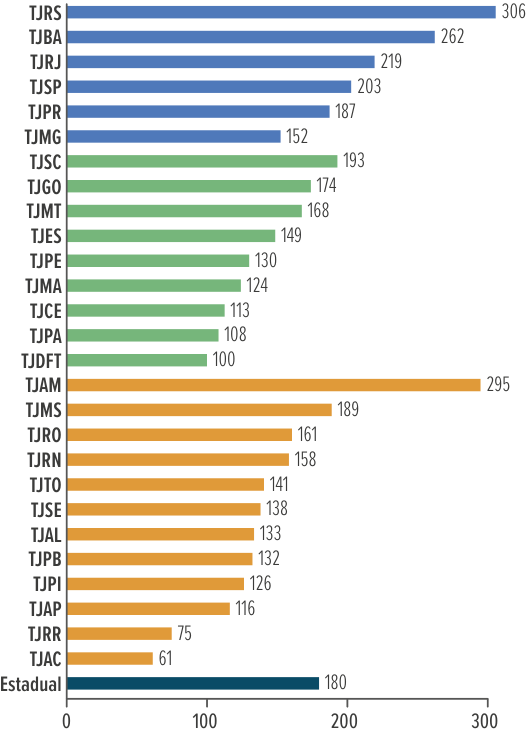 TJRS 306
TJBA 262
TJRJ 219
TJSP 203
TJPR 187
TJMG 152
TJSC 193
TJGO 174
TJMT 168
TJES 149
TJPE 130
TJMA 124
TJCE 113
TJPA 108
TJDFT 100
TJAM 295
TJMS 189
TJRO 161
TJRN 158
TJTO 141
TJSE 138
TJAL 133
TJPB 132
TJPI 126
TJAP 116
TJRR 75
TJAC 61
Estadual 180
0 100 200 300